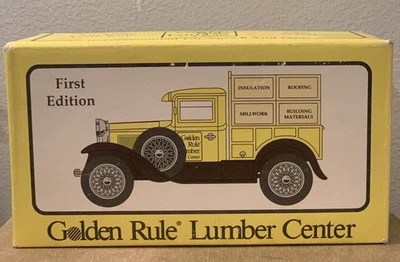 First
Edition
INSULATION
ROOFING
MILLWORK
BUILDING
MATERIALS
Golden
Rule®
Lumber
Center
Golden Rule® Lumber Center